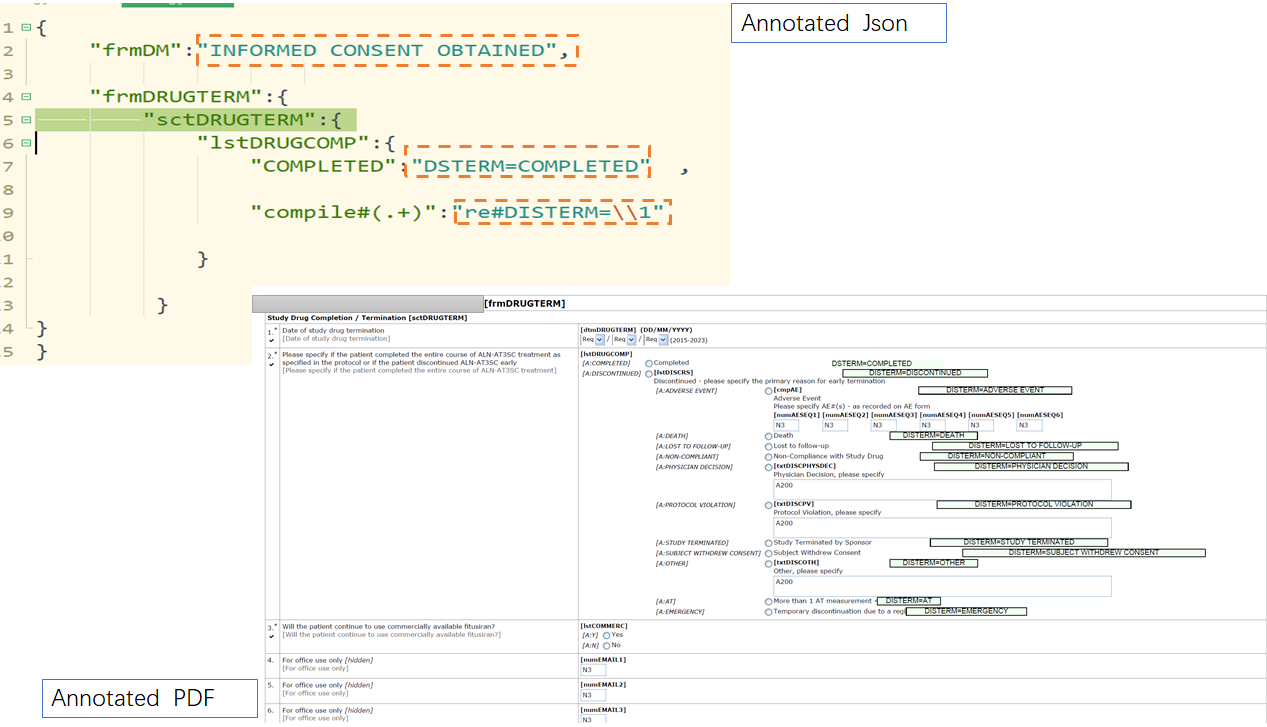 Annotated Json
1 {
2 "frmDM":"INFORMED CONSENT OBTAINED",
3
4 "frmDRUGTERM":{
5 "sctDRUGTERM":{
6 "lstDRUGCOMP":{
7 "COMPLETED":"DSTERM=COMPLETED" ,
8
9 "compile#(.+)":"re#DISTERM=\\1"
0
1 }
2
3 }
4 }
5 }
[frmDRUGTERM]
Study Drug Completion / Termination [sctDRUGTERM]
1.* Date of study drug termination
[Date of study drug termination]
[dtmDRUGTERM] (DD/MM/YYYY)
Req / Req / Req (2015-2023)
2.* Please specify if the patient completed the entire course of ALN-AT3SC treatment as
specified in the protocol or if the patient discontinued ALN-AT3SC early
[Please specify if the patient completed the entire course of ALN-AT3SC treatment]
[lstDRUGCOMP]
[A:COMPLETED] Completed DSTERM=COMPLETED
[A:DISCONTINUED] [lstDISCRS] DISTERM=DISCONTINUED
Discontinued - please specify the primary reason for early termination
[A:ADVERSE EVENT] [cmpAE] DISTERM=ADVERSE EVENT
Adverse Event
Please specify AE#(s) - as recorded on AE form
[numAESEQ1] [numAESEQ2] [numAESEQ3] [numAESEQ4] [numAESEQ5] [numAESEQ6]
N3 N3 N3 N3 N3 N3
[A:DEATH] Death DISTERM=DEATH
[A:LOST TO FOLLOW-UP] Lost to follow-up DISTERM=LOST TO FOLLOW-UP
[A:NON-COMPLIANT] Non-Compliance with Study Drug DISTERM=NON-COMPLIANT
[A:PHYSICIAN DECISION] [txtDISCPHYSDEC] DISTERM=PHYSICIAN DECISION
Physician Decision, please specify
A200
[A:PROTOCOL VIOLATION] [txtDISCPV] DISTERM=PROTOCOL VIOLATION
Protocol Violation, please specify
A200
[A:STUDY TERMINATED] Study Terminated by Sponsor DISTERM=STUDY TERMINATED
[A:SUBJECT WITHDREW CONSENT] Subject Withdrew Consent DISTERM=SUBJECT WITHDREW CONSENT
[A:OTHER] [txtDISCOTH] DISTERM=OTHER
Other, please specify
A200
[A:AT] More than 1 AT measurement DISTERM=AT
[A:EMERGENCY] Temporary discontinuation due to a DISTERM=EMERGENCY
3.* Will the patient continue to use commercially available fitusiran?
[Will the patient continue to use commercially available fitusiran?]
[lstCOMMERC]
[A:Y] Yes
[A:N] No
4. For office use only [hidden]
[For office use only]
[numEMAIL1]
N3
5. For office use only [hidden]
[For office use only]
[numEMAIL2]
N3
6. For office use only [hidden]
[For office use only]
[numEMAIL3]
N3
Annotated PDF